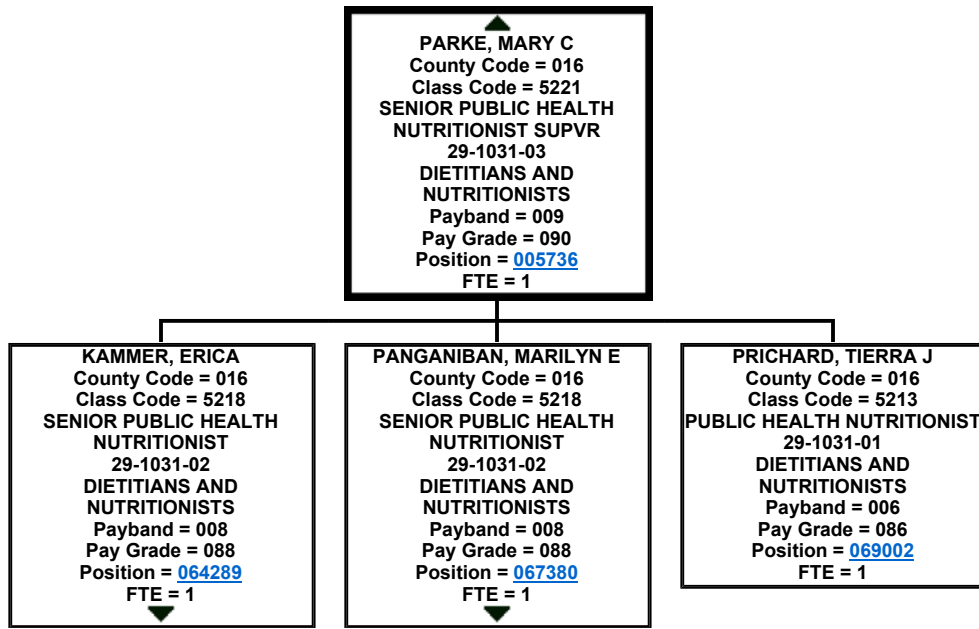 PARKE, MARY C
County Code = 016
Class Code = 5221
SENIOR PUBLIC HEALTH
NUTRITIONIST SUPVR
29-1031-03
DIETITIANS AND
NUTRITIONISTS
Payband = 009
Pay Grade = 090
Position = 005736
FTE = 1
KAMMER, ERICA
County Code = 016
Class Code = 5218
SENIOR PUBLIC HEALTH
NUTRITIONIST
29-1031-02
DIETITIANS AND
NUTRITIONISTS
Payband = 008
Pay Grade = 088
Position = 064289
FTE = 1
PANGANIBAN, MARILYN E
County Code = 016
Class Code = 5218
SENIOR PUBLIC HEALTH
NUTRITIONIST
29-1031-02
DIETITIANS AND
NUTRITIONISTS
Payband = 008
Pay Grade = 088
Position = 067380
FTE = 1
PRICHARD, TIERRA J
County Code = 016
Class Code = 5213
PUBLIC HEALTH NUTRITIONIST
29-1031-01
DIETITIANS AND
NUTRITIONISTS
Payband = 006
Pay Grade = 086
Position = 069002
FTE = 1